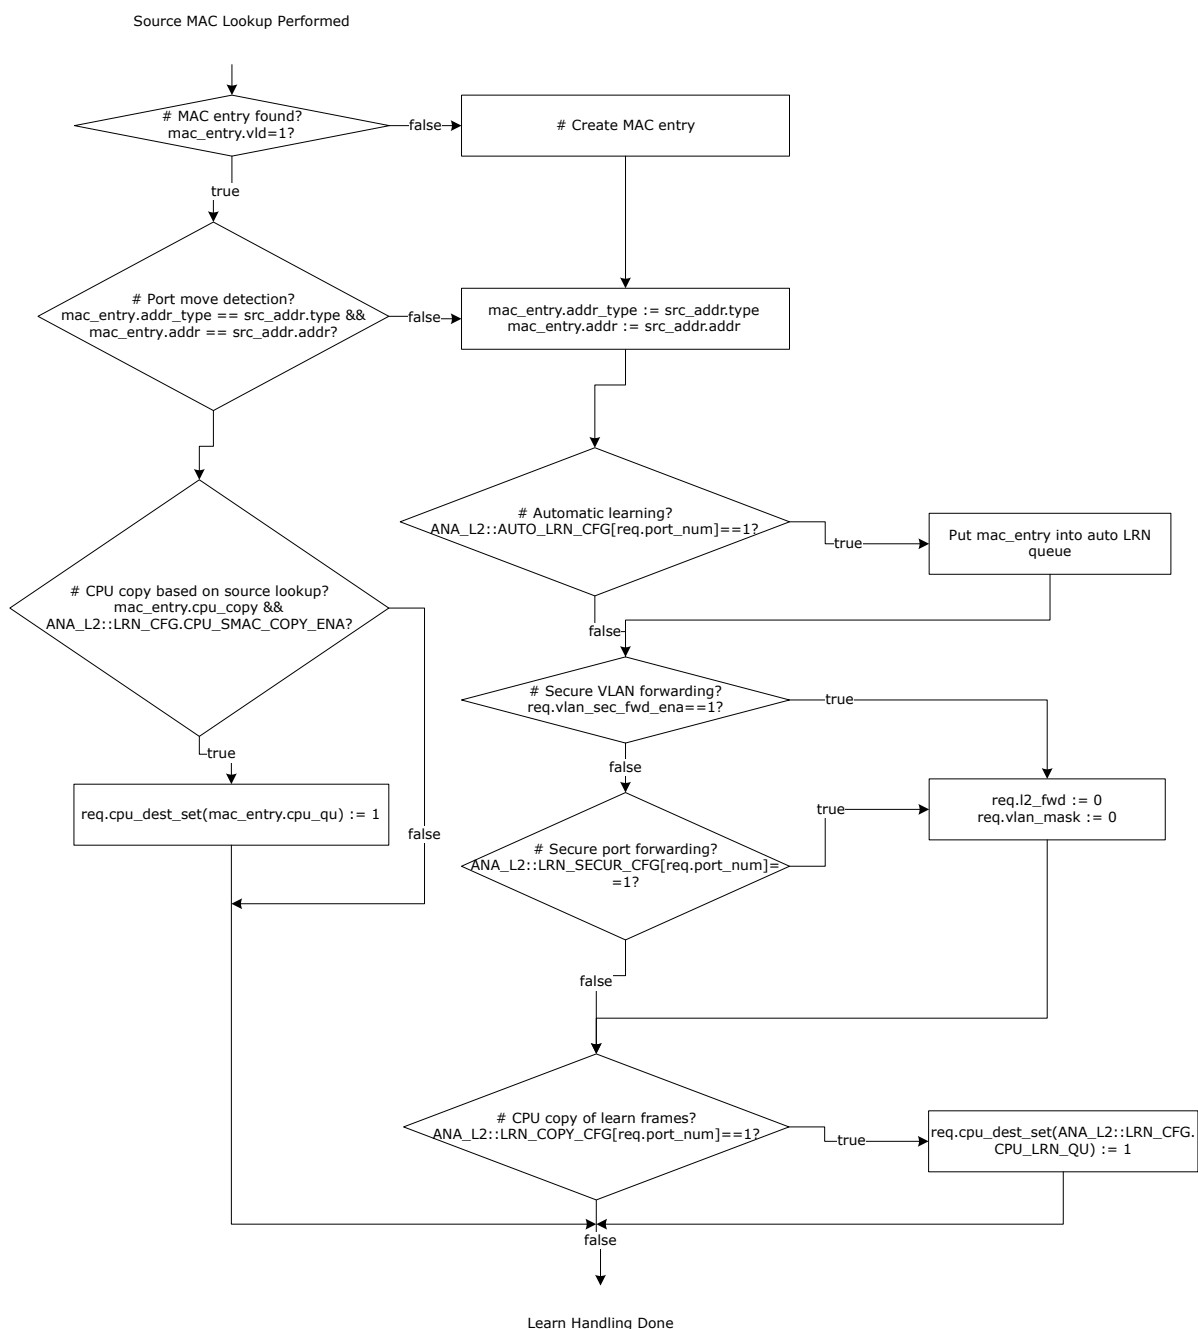 Source MAC Lookup Performed
# MAC entry found?
mac_entry.vld=1?
false
# Create MAC entry
true
# Port move detection?
mac_entry.addr_type == src_addr.type &&
mac_entry.addr == src_addr.addr?
false
mac_entry.addr_type := src_addr.type
mac_entry.addr := src_addr.addr
# Automatic learning?
ANA_L2::AUTO_LRN_CFG[req.port_num]==1?
true
Put mac_entry into auto LRN
queue
# CPU copy based on source lookup?
mac_entry.cpu_copy &&
ANA_L2::LRN_CFG.CPU_SMAC_COPY_ENA?
false
# Secure VLAN forwarding?
req.vlan_sec_fwd_ena==1?
true
true
false
req.cpu_dest_set(mac_entry.cpu_qu) := 1
false
req.l2_fwd := 0
req.vlan_mask := 0
true
# Secure port forwarding?
ANA_L2::LRN_SECUR_CFG[req.port_num]=
=1?
false
# CPU copy of learn frames?
ANA_L2::LRN_COPY_CFG[req.port_num]==1?
true
req.cpu_dest_set(ANA_L2::LRN_CFG.
CPU_LRN_QU) := 1
false
Learn Handling Done